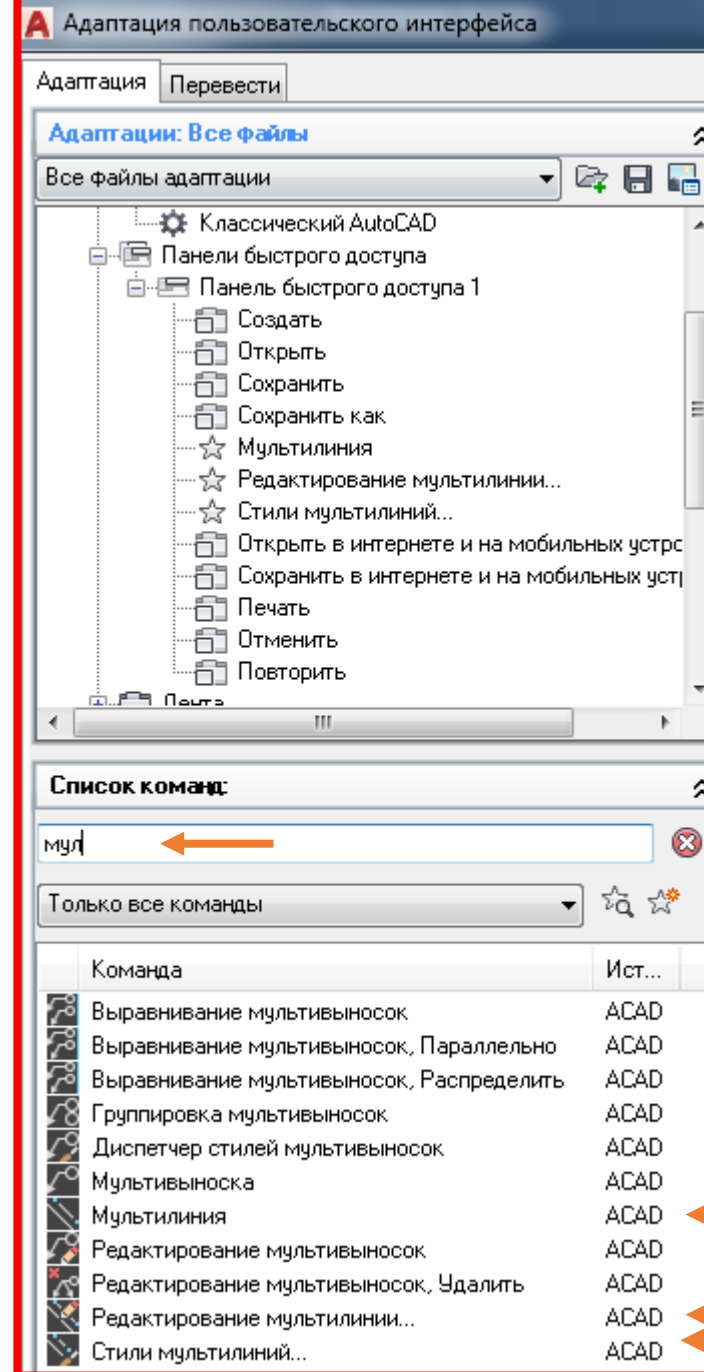 Адаптация пользовательского интерфейса
Адаптация Перевести
Адаптации: Все файлы
Все файлы адаптации
Классический AutoCAD
Панели быстрого доступа
Панель быстрого доступа 1
Создать
Открыть
Сохранить
Сохранить как
Мультилиния
Редактирование мультилинии...
Стили мультилиний...
Открыть в интернете и на мобильных устрс
Сохранить в интернете и на мобильных уст
Печать
Отменить
Повторить
Лента
Список команд:
мул
Только все команды
Команда Ист...
Выравнивание мультивыносок ACAD
Выравнивание мультивыносок, Параллельно ACAD
Выравнивание мультивыносок, Распределить ACAD
Группировка мультивыносок ACAD
Диспетчер стилей мультивыносок ACAD
Мультивыноска ACAD
Мультилиния ACAD
Редактирование мультивыносок ACAD
Редактирование мультивыносок, Удалить ACAD
Редактирование мультилинии... ACAD
Стили мультилиний... ACAD